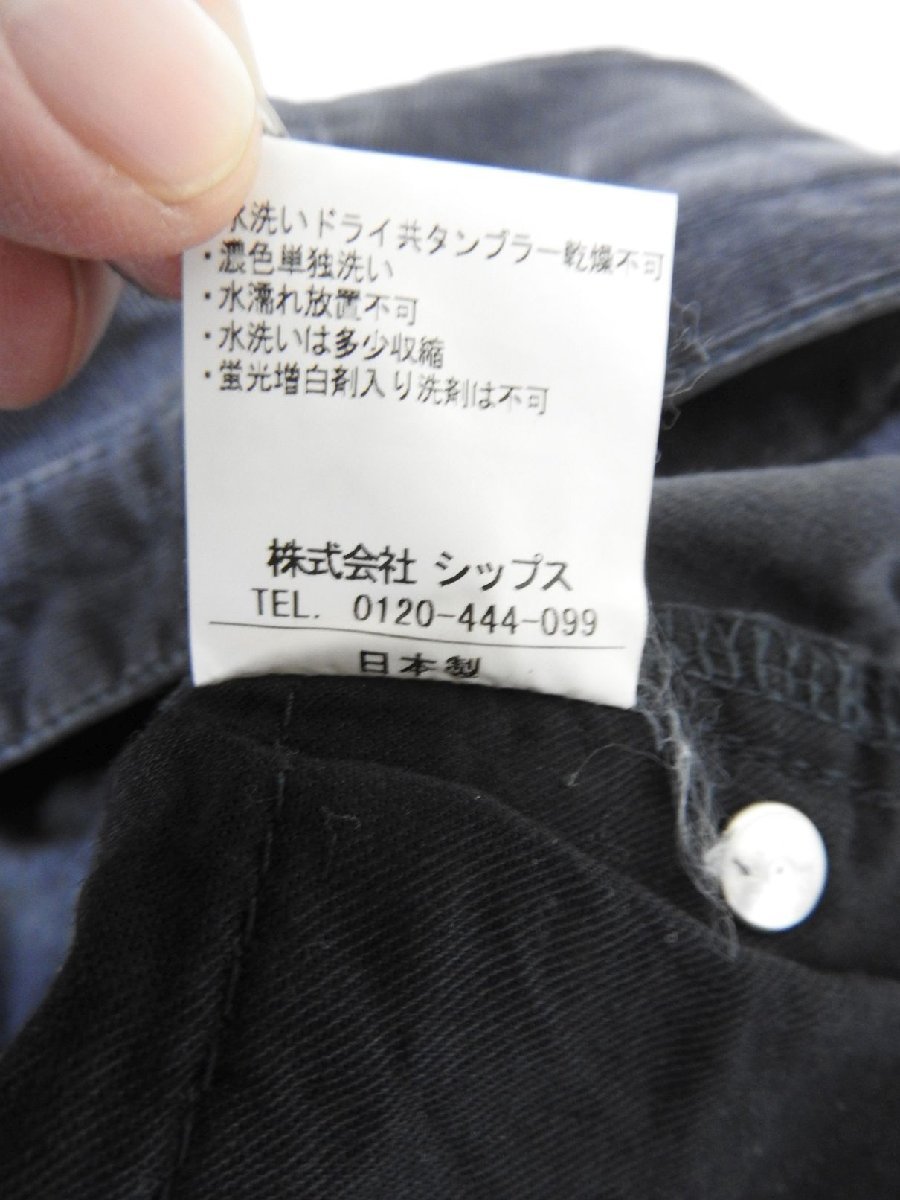 水洗いドライ共タンブラー乾燥不可
・濃色単独洗い
・水濡れ放置不可
・水洗いは多少収縮
・蛍光増白剤入り洗剤は不可
株式会社 シップス
TEL. 0120-444-099
日本製